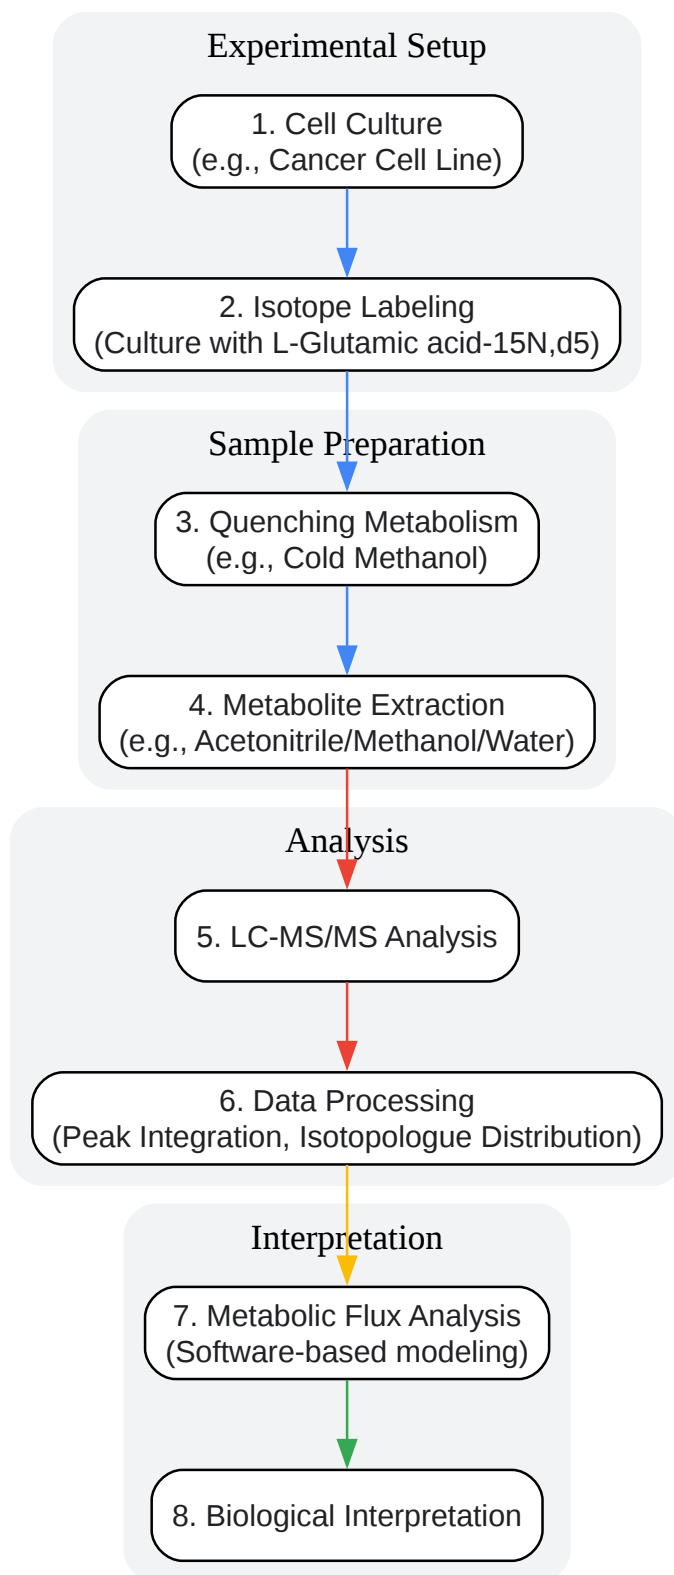 Experimental Setup
1. Cell Culture
(e.g., Cancer Cell Line)
2. Isotope Labeling
(Culture with L-Glutamic acid-15N,d5)
Sample Preparation
3. Quenching Metabolism
(e.g., Cold Methanol)
4. Metabolite Extraction
(e.g., Acetonitrile/Methanol/Water)
Analysis
5. LC-MS/MS Analysis
6. Data Processing
(Peak Integration, Isotopologue Distribution)
Interpretation
7. Metabolic Flux Analysis
(Software-based modeling)
8. Biological Interpretation